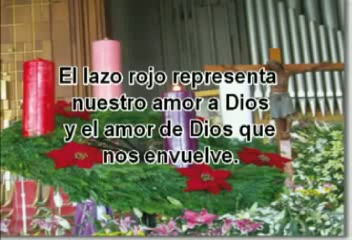 El lazo rojo representa
nuestro amor a Dios
y el amor de Dios que
nos envuelve.